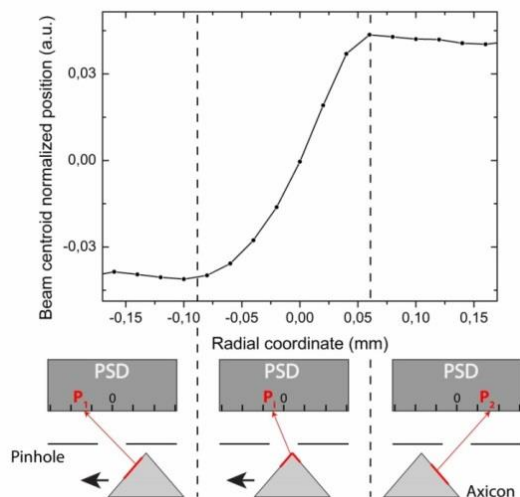 Beam centroid normalized position (a.u.)
0,03
0,00
-0,03
-0,15 -0,10 -0,05 0,00 0,05 0,10 0,15
Radial coordinate (mm)
PSD PSD PSD
P1 0 P1 0 0 P2
Pinhole
Axicon